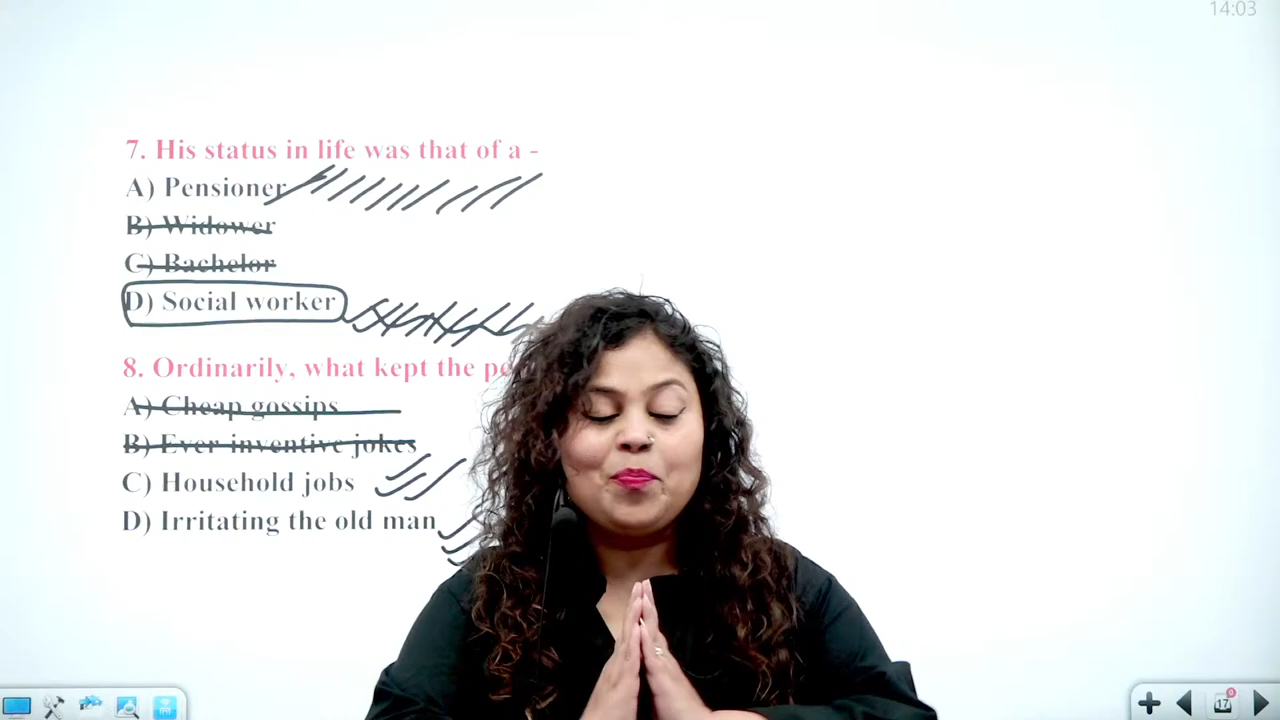 14:03
7. His status in life was that of a -
A) Pensioner
B) Widower
C) Bachelor
D) Social worker
8. Ordinarily, what kept the
A) Cheap gossips
B) Ever inventive jokes
C) Household jobs
D) Irritating the old man
17